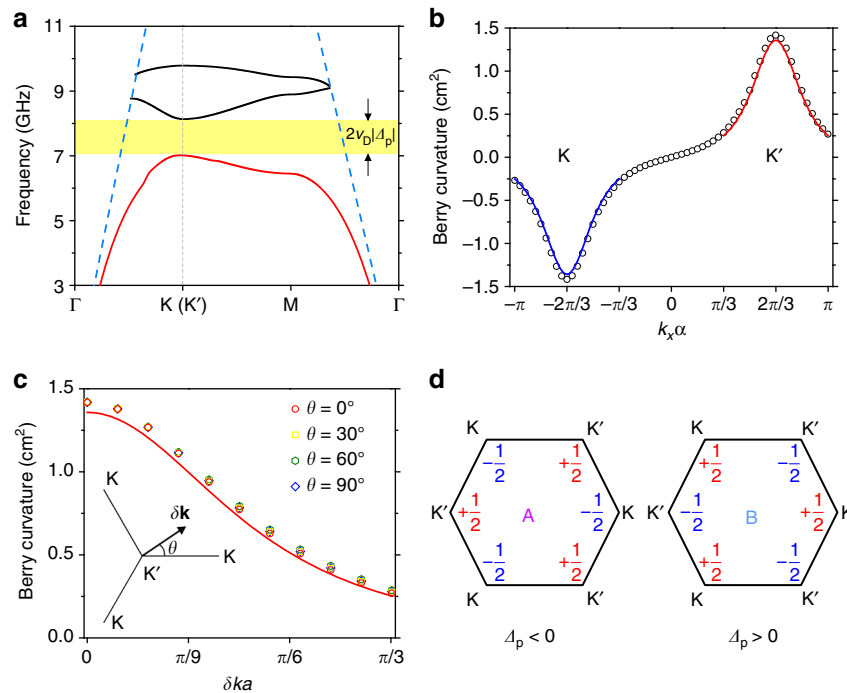 a
Frequency (GHz)
11
9
7
5
3
2v_D|Δ_p|
Γ
K (K′)
M
Γ
b
Berry curvature (cm²)
1.5
1.0
0.5
0.0
−0.5
−1.0
−1.5
K
K′
−π
−2π/3
−π/3
0
π/3
2π/3
π
k_xα
c
Berry curvature (cm²)
1.5
1.0
0.5
0.0
θ = 0°
θ = 30°
θ = 60°
θ = 90°
K
δk
θ
K′
K
K
0
π/9
π/6
π/3
δka
d
K
K′
−1/2
+1/2
K′
+1/2
A
−1/2
K
−1/2
+1/2
K
K′
Δ_p < 0
K
K′
+1/2
−1/2
K′
−1/2
B
+1/2
K
+1/2
−1/2
K
K′
Δ_p > 0